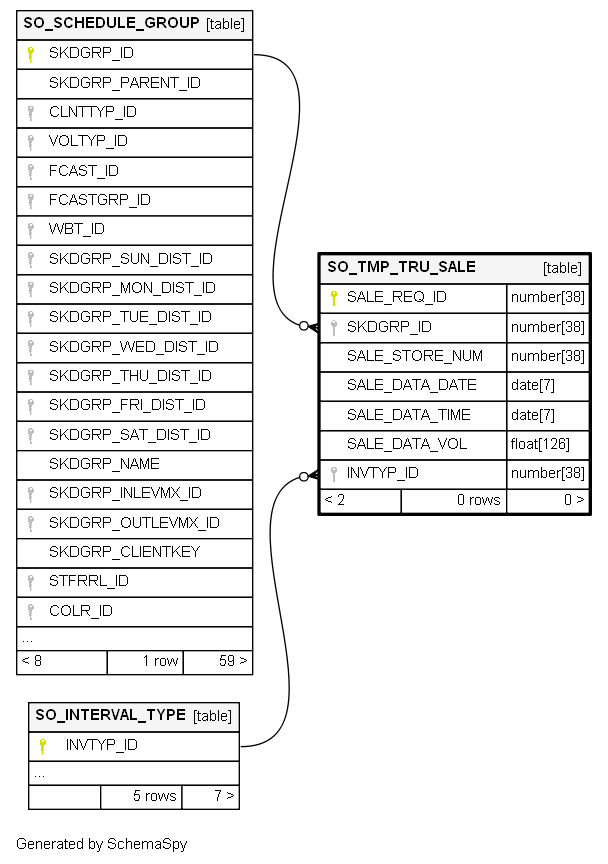 SO_SCHEDULE_GROUP [table]
SKDGRP_ID
SKDGRP_PARENT_ID
CLNTTYP_ID
VOLTYP_ID
FCAST_ID
FCASTGRP_ID
WBT_ID
SKDGRP_SUN_DIST_ID
SKDGRP_MON_DIST_ID
SKDGRP_TUE_DIST_ID
SKDGRP_WED_DIST_ID
SKDGRP_THU_DIST_ID
SKDGRP_FRI_DIST_ID
SKDGRP_SAT_DIST_ID
SKDGRP_NAME
SKDGRP_INLEVMX_ID
SKDGRP_OUTLEVMX_ID
SKDGRP_CLIENTKEY
STFRRL_ID
COLR_ID
...
< 8 1 row 59 >
SO_TMP_TRU_SALE [table]
SALE_REQ_ID number[38]
SKDGRP_ID number[38]
SALE_STORE_NUM number[38]
SALE_DATA_DATE date[7]
SALE_DATA_TIME date[7]
SALE_DATA_VOL float[126]
INVTYP_ID number[38]
< 2 0 rows 0 >
SO_INTERVAL_TYPE [table]
INVTYP_ID
...
5 rows 7 >
Generated by SchemaSpy